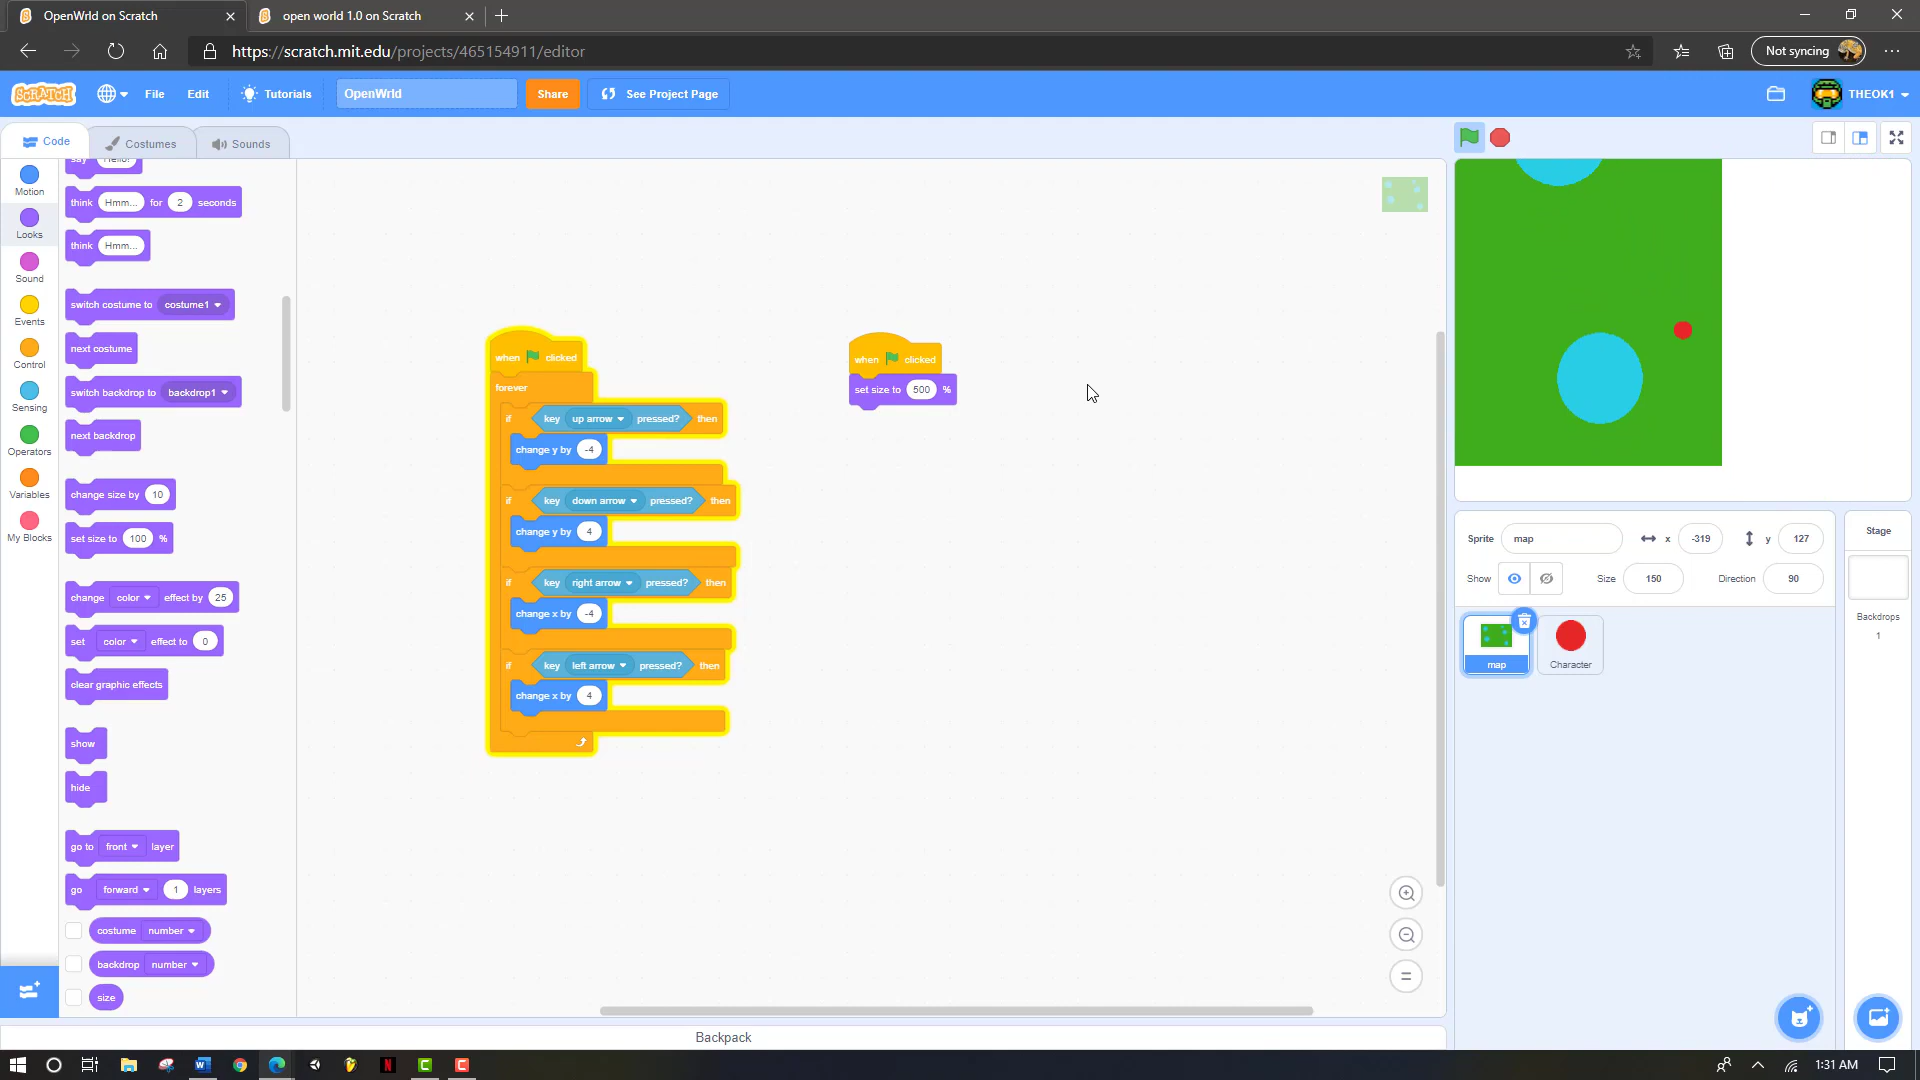 OpenWrld on Scratch
open world 1.0 on Scratch
https://scratch.mit.edu/projects/465154911/editor
Not syncing
SCRATCH
File
Edit
Tutorials
OpenWrld
Share
See Project Page
THEOK1
Code
Costumes
Sounds
Motion
Looks
Sound
Events
Control
Sensing
Operators
Variables
My Blocks
say Hello!
think Hmm... for 2 seconds
think Hmm...
switch costume to costume1
next costume
switch backdrop to backdrop1
next backdrop
change size by 10
set size to 100 %
change color effect by 25
set color effect to 0
clear graphic effects
show
hide
go to front layer
go forward 1 layers
costume number
backdrop number
size
when clicked
forever
if key up arrow pressed? then
change y by -4
if key down arrow pressed? then
change y by 4
if key right arrow pressed? then
change x by -4
if key left arrow pressed? then
change x by 4
when clicked
set size to 500 %
Sprite map x -319 y 127
Show Size 150 Direction 90
map
Character
Stage
Backdrops
1
Backpack
1:31 AM